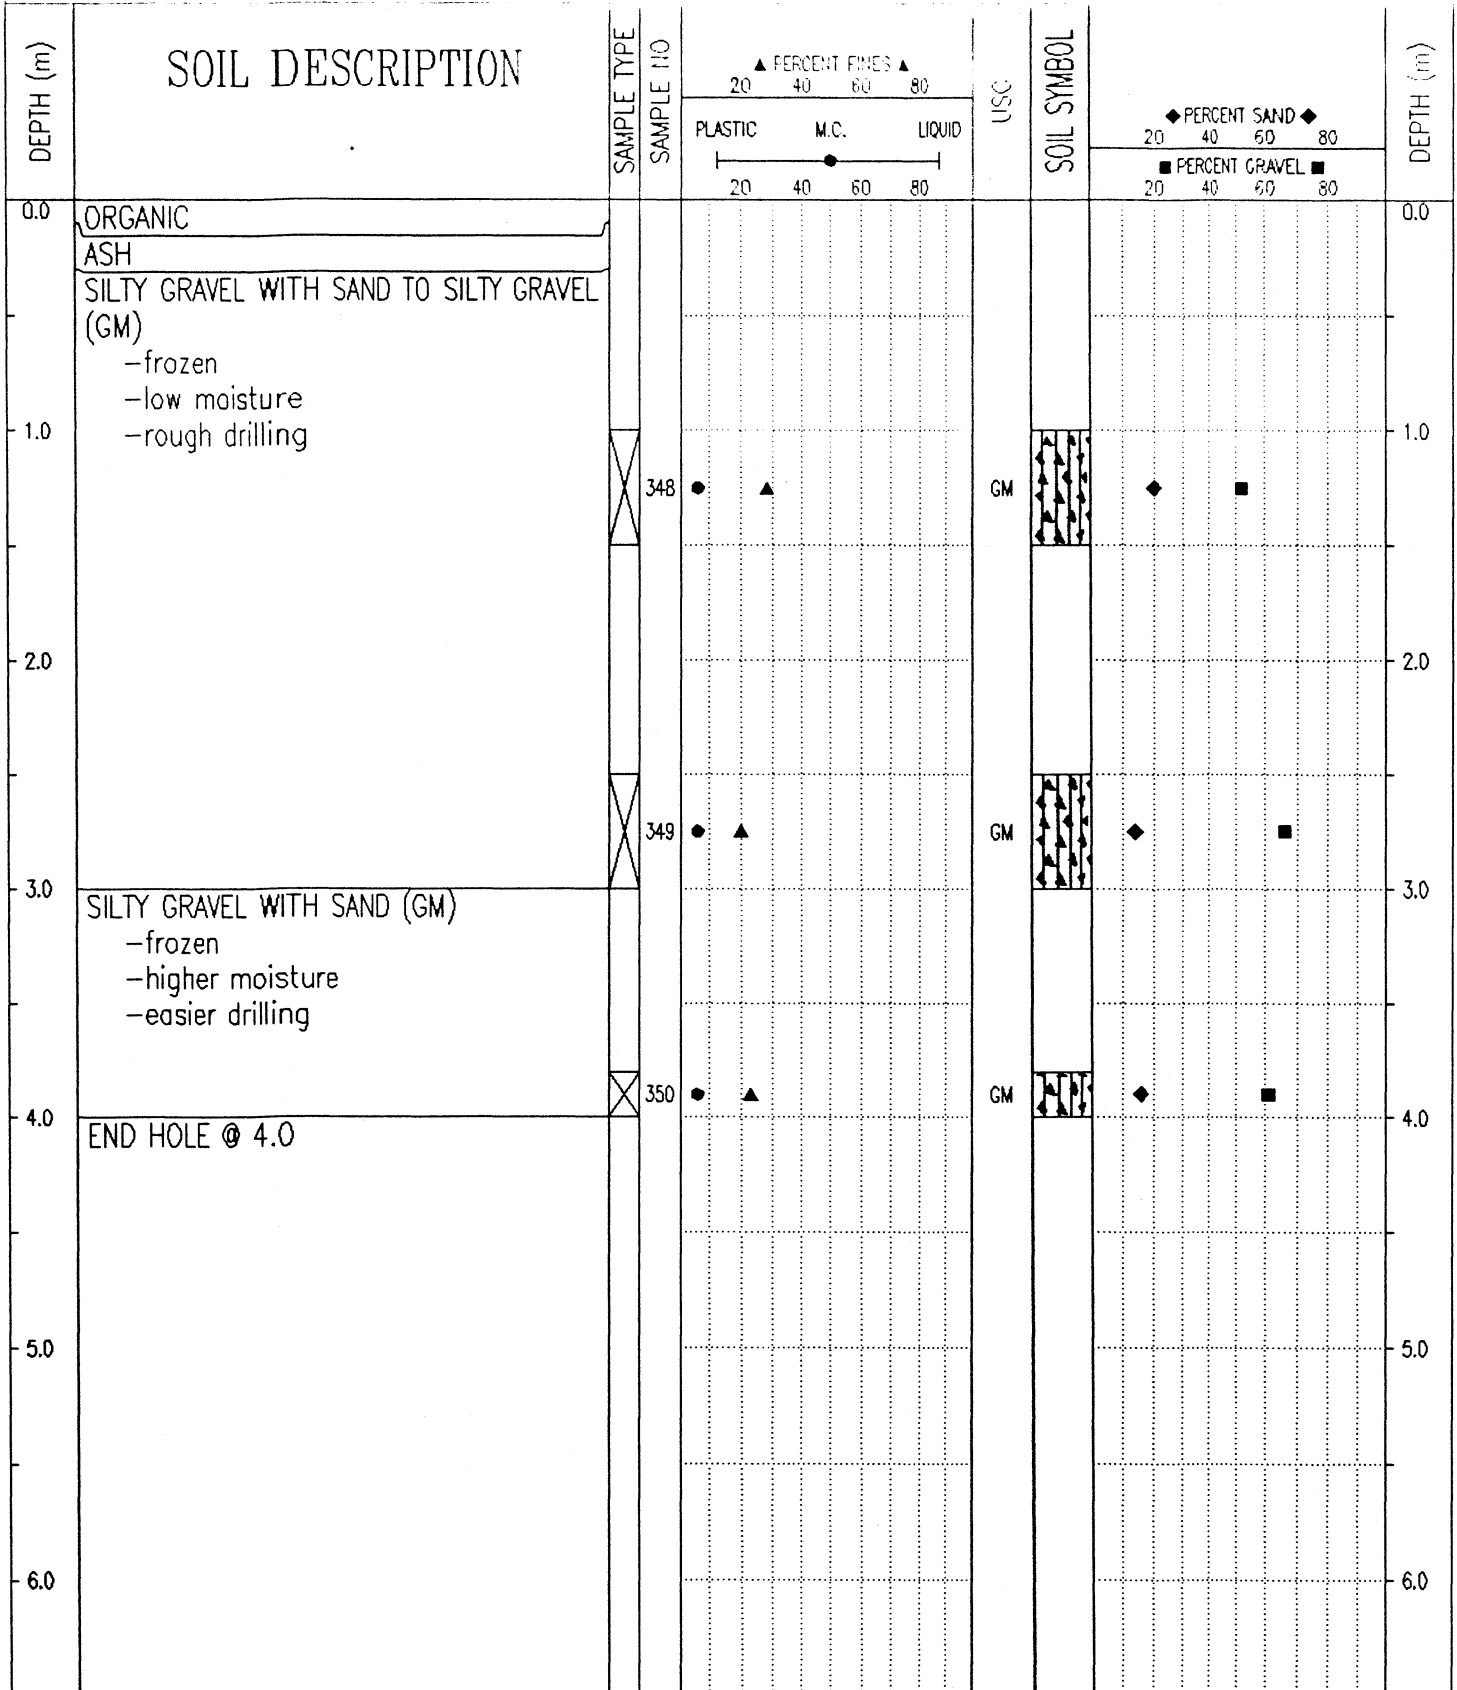 DEPTH (m)
SOIL DESCRIPTION
SAMPLE TYPE
SAMPLE NO
▲ PERCENT FINES ▲
20 40 60 80
PLASTIC M.C. LIQUID
20 40 60 80
USC
SOIL SYMBOL
◆ PERCENT SAND ◆
20 40 60 80
■ PERCENT GRAVEL ■
20 40 60 80
DEPTH (m)
0.0 ORGANIC 0.0
ASH
SILTY GRAVEL WITH SAND TO SILTY GRAVEL
(GM)
-frozen
-low moisture
-rough drilling
1.0 1.0
348 GM
2.0 2.0
349 GM
3.0 3.0
SILTY GRAVEL WITH SAND (GM)
-frozen
-higher moisture
-easier drilling
350 GM
4.0 4.0
END HOLE @ 4.0
5.0 5.0
6.0 6.0